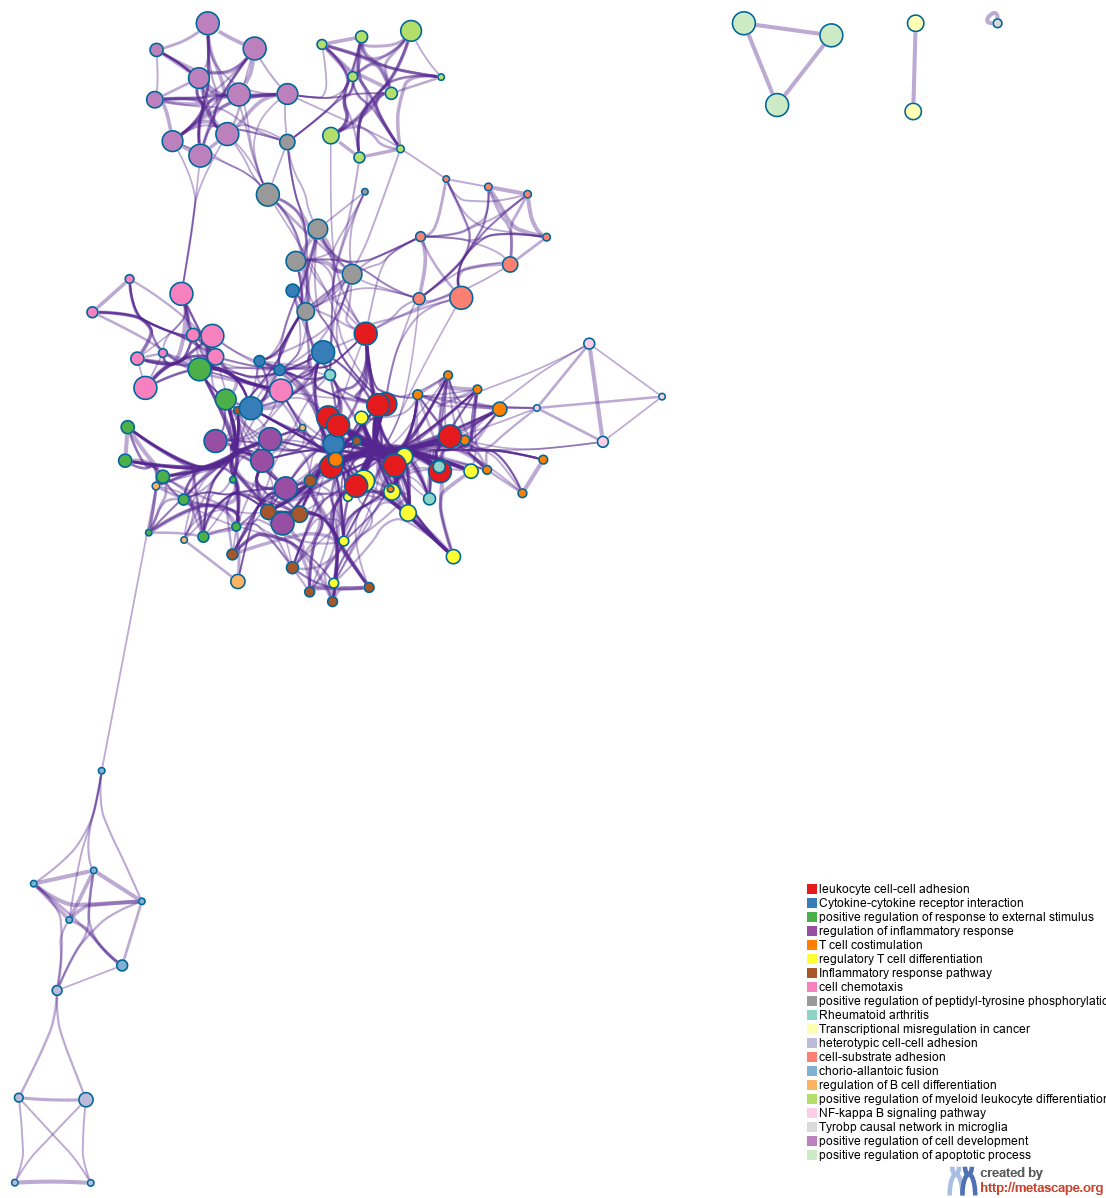 leukocyte cell-cell adhesion
Cytokine-cytokine receptor interaction
positive regulation of response to external stimulus
regulation of inflammatory response
T cell costimulation
regulatory T cell differentiation
Inflammatory response pathway
cell chemotaxis
positive regulation of peptidyl-tyrosine phosphorylatic
Rheumatoid arthritis
Transcriptional misregulation in cancer
heterotypic cell-cell adhesion
cell-substrate adhesion
chorio-allantoic fusion
regulation of B cell differentiation
positive regulation of myeloid leukocyte differentiation
NF-kappa B signaling pathway
Tyrobp causal network in microglia
positive regulation of cell development
positive regulation of apoptotic process
created by
http://metascape.org